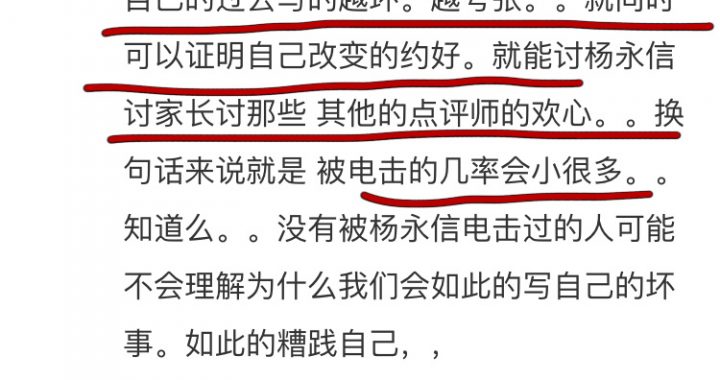 自己的过去写的越坏。越夸张。。就同时
可以证明自己改变的约好。就能讨杨永信
讨家长讨那些 其他的点评师的欢心。。换
句话来说就是 被电击的几率会小很多。。
知道么。。没有被杨永信电击过的人可能
不会理解为什么我们会如此的写自己的坏
事。如此的糟践自己，，